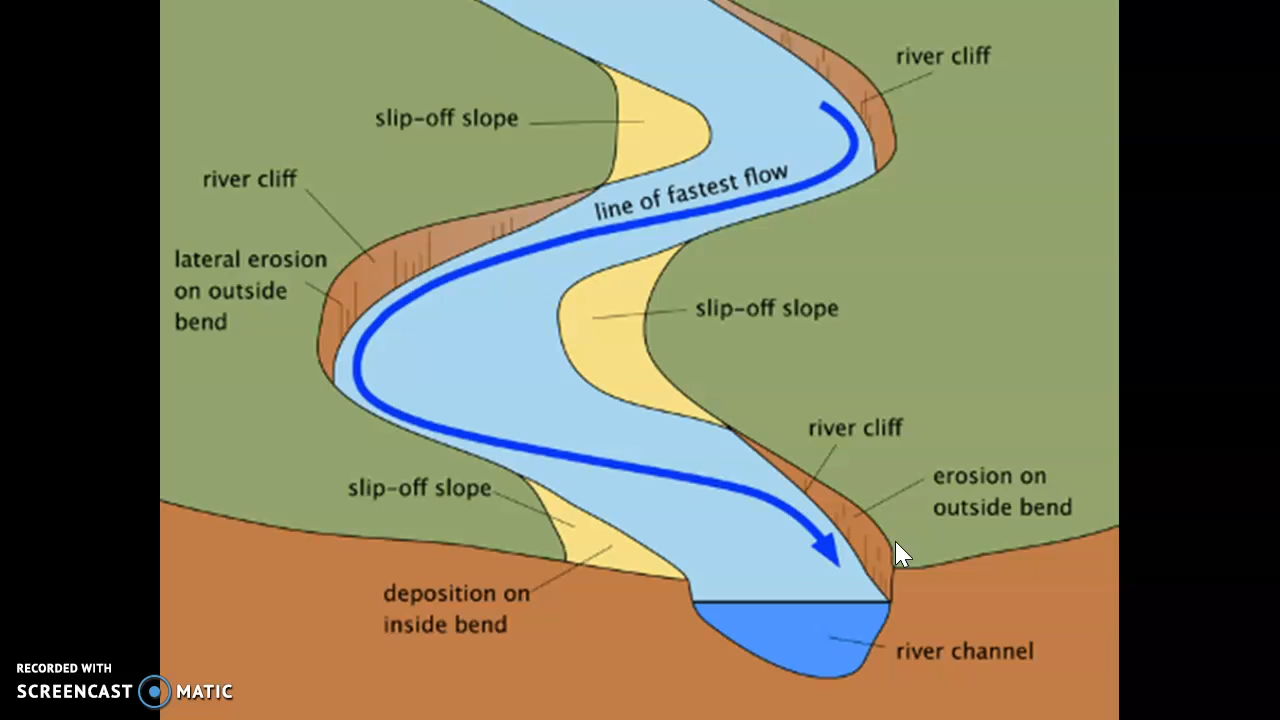 river cliff
slip-off slope
river cliff
line of fastest flow
lateral erosion
on outside
bend
slip-off slope
river cliff
erosion on
outside bend
slip-off slope
deposition on
inside bend
river channel
RECORDED WITH
SCREENCAST MATIC